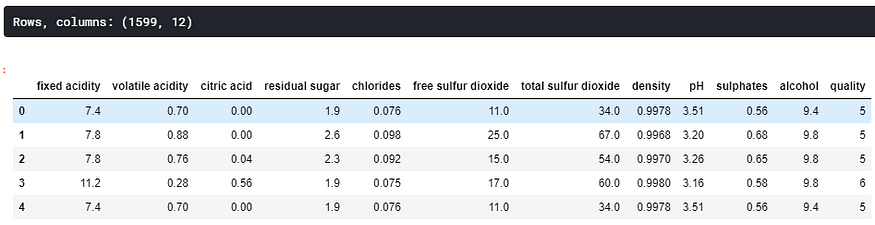 Rows, columns: (1599, 12)
:
fixed acidity volatile acidity citric acid residual sugar chlorides free sulfur dioxide total sulfur dioxide density pH sulphates alcohol quality
0 7.4 0.70 0.00 1.9 0.076 11.0 34.0 0.9978 3.51 0.56 9.4 5
1 7.8 0.88 0.00 2.6 0.098 25.0 67.0 0.9968 3.20 0.68 9.8 5
2 7.8 0.76 0.04 2.3 0.092 15.0 54.0 0.9970 3.26 0.65 9.8 5
3 11.2 0.28 0.56 1.9 0.075 17.0 60.0 0.9980 3.16 0.58 9.8 6
4 7.4 0.70 0.00 1.9 0.076 11.0 34.0 0.9978 3.51 0.56 9.4 5